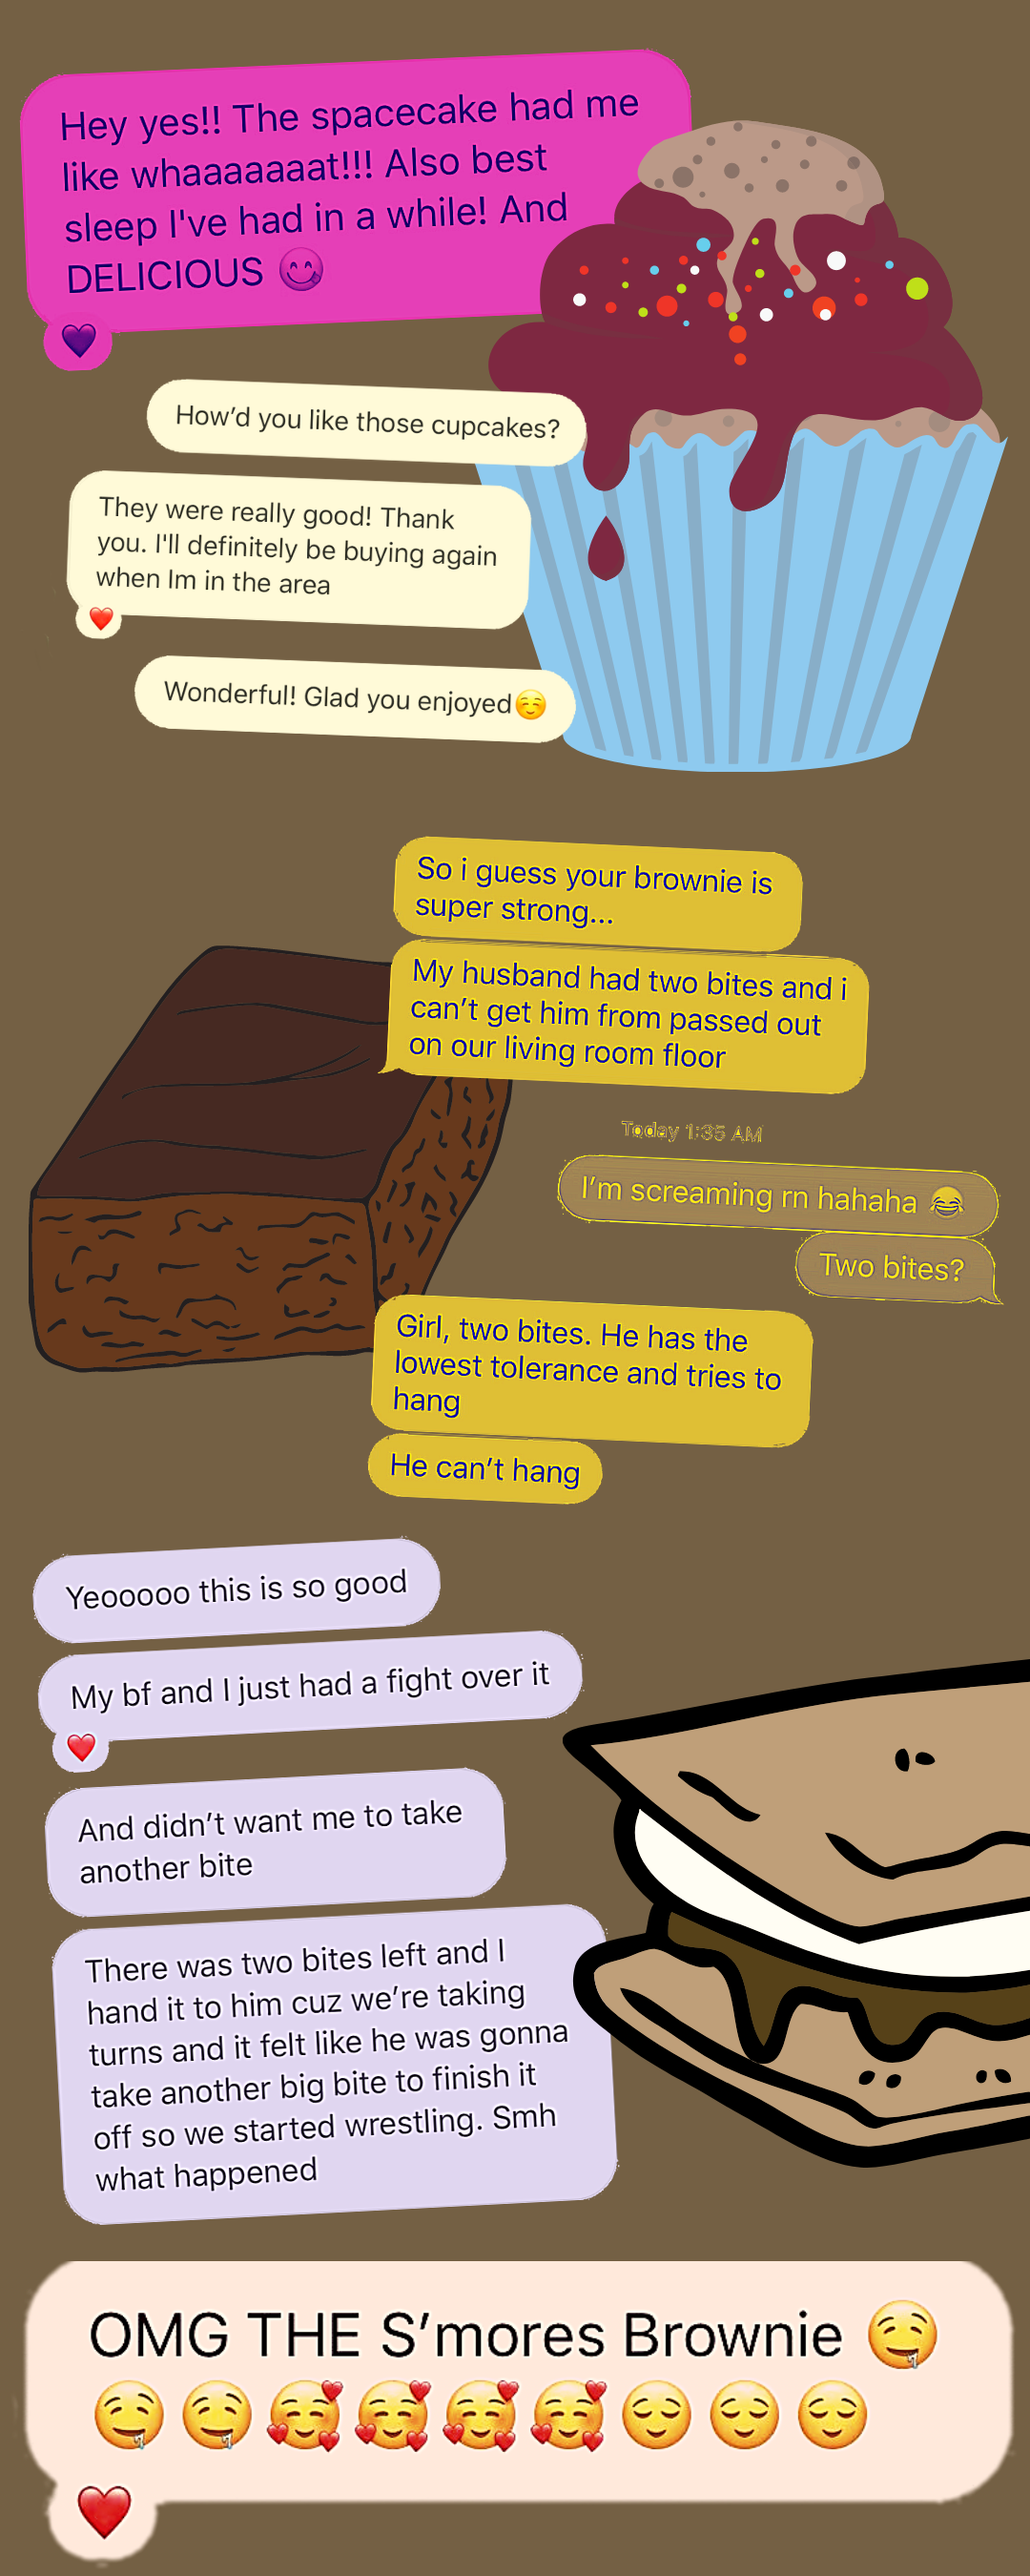 Hey yes!! The spacecake had me
like whaaaaaaat!!! Also best
sleep I've had in a while! And
DELICIOUS 😋
💜
How’d you like those cupcakes?
They were really good! Thank
you. I'll definitely be buying again
when Im in the area
❤️
Wonderful! Glad you enjoyed☺️
So i guess your brownie is
super strong...
My husband had two bites and i
can’t get him from passed out
on our living room floor
Today 1:35 AM
I’m screaming rn hahaha 😂
Two bites?
Girl, two bites. He has the
lowest tolerance and tries to
hang
He can’t hang
Yeooooo this is so good
My bf and I just had a fight over it
❤️
And didn’t want me to take
another bite
There was two bites left and I
hand it to him cuz we’re taking
turns and it felt like he was gonna
take another big bite to finish it
off so we started wrestling. Smh
what happened
OMG THE S’mores Brownie 🤤
🤤🤤🥰🥰🥰🥰😌😌😌
❤️